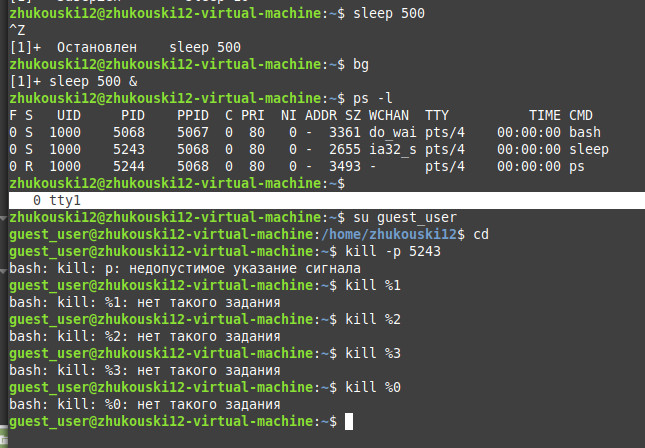 zhukouski12@zhukouski12-virtual-machine:~$ sleep 500
^Z
[1]+  Остановлен    sleep 500
zhukouski12@zhukouski12-virtual-machine:~$ bg
[1]+ sleep 500 &
zhukouski12@zhukouski12-virtual-machine:~$ ps -l
F S   UID     PID    PPID  C PRI  NI ADDR SZ WCHAN  TTY          TIME CMD
0 S  1000    5068    5067  0  80   0 -  3361 do_wai pts/4    00:00:00 bash
0 S  1000    5243    5068  0  80   0 -  2655 ia32_s pts/4    00:00:00 sleep
0 R  1000    5244    5068  0  80   0 -  3493 -      pts/4    00:00:00 ps
zhukouski12@zhukouski12-virtual-machine:~$
0 tty1
zhukouski12@zhukouski12-virtual-machine:~$ su guest_user
guest_user@zhukouski12-virtual-machine:/home/zhukouski12$ cd
guest_user@zhukouski12-virtual-machine:~$ kill -p 5243
bash: kill: p: недопустимое указание сигнала
guest_user@zhukouski12-virtual-machine:~$ kill %1
bash: kill: %1: нет такого задания
guest_user@zhukouski12-virtual-machine:~$ kill %2
bash: kill: %2: нет такого задания
guest_user@zhukouski12-virtual-machine:~$ kill %3
bash: kill: %3: нет такого задания
guest_user@zhukouski12-virtual-machine:~$ kill %0
bash: kill: %0: нет такого задания
guest_user@zhukouski12-virtual-machine:~$